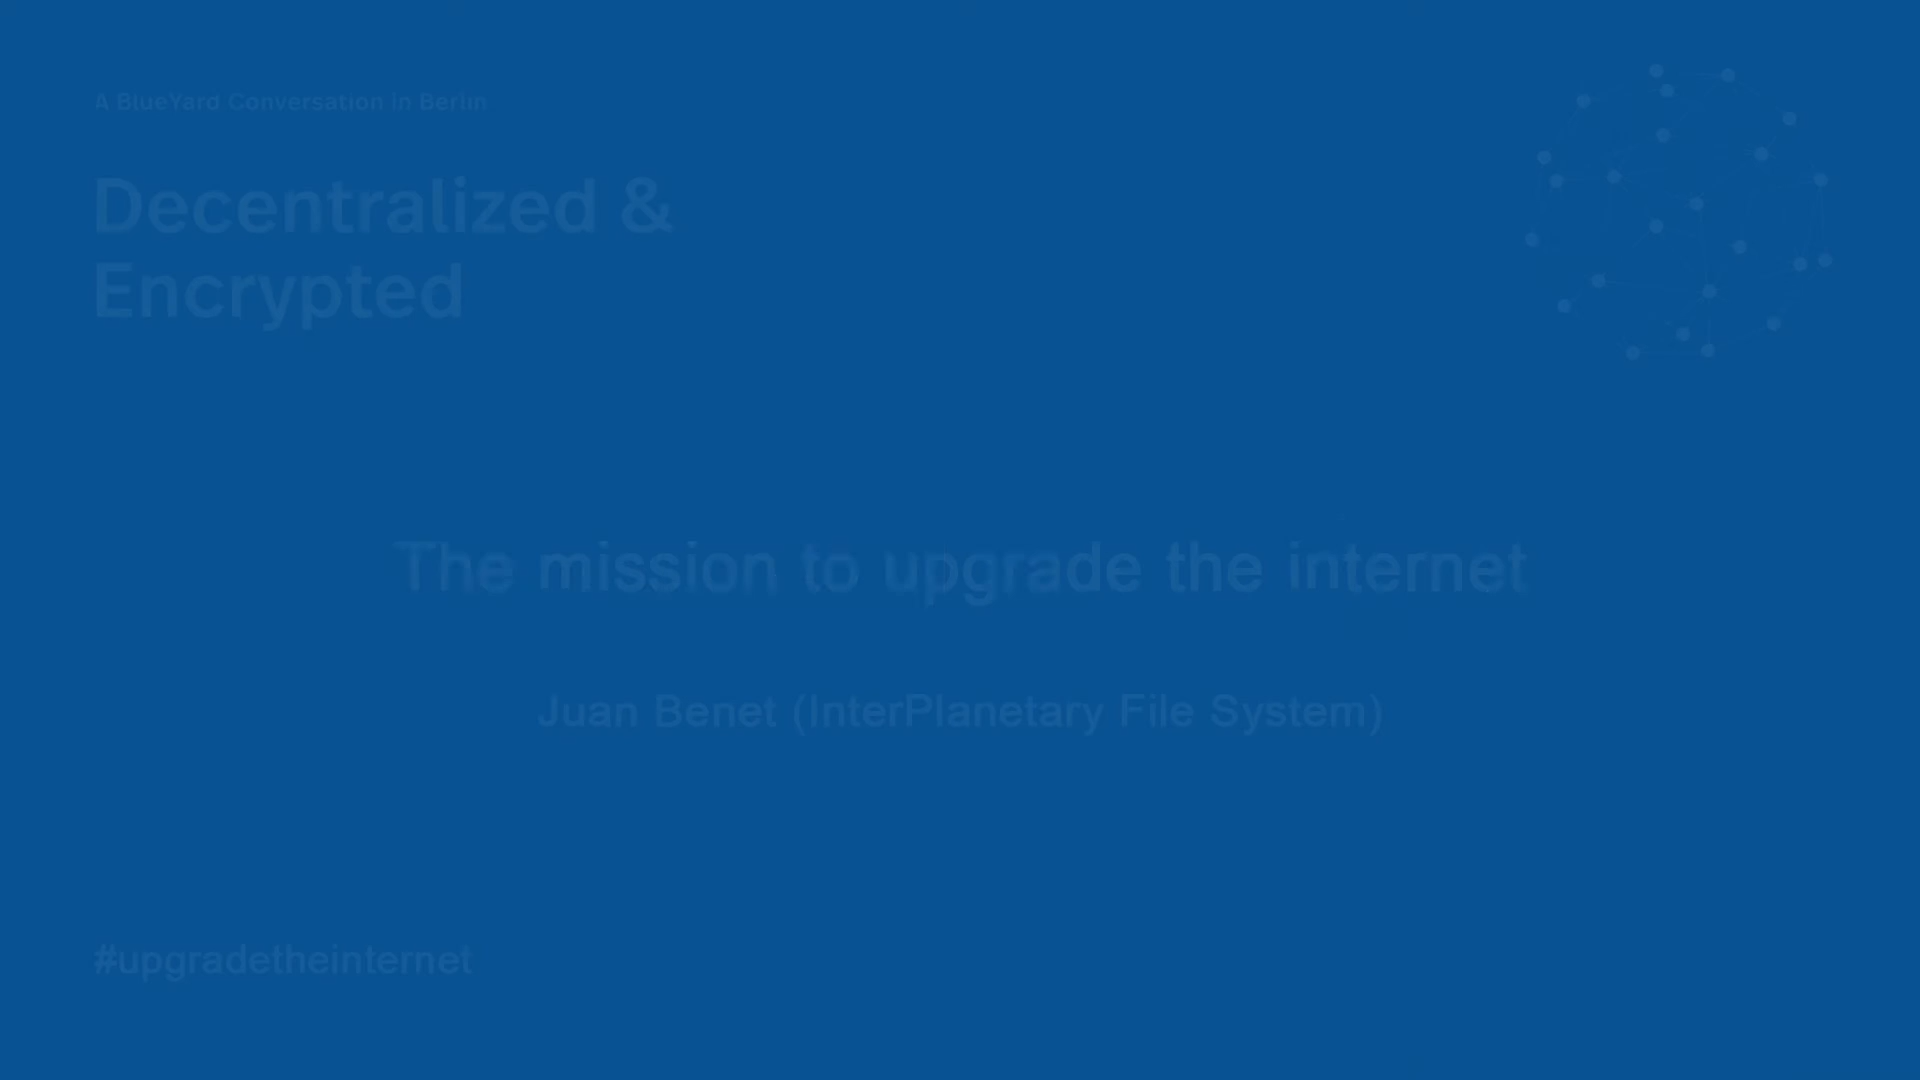 A BlueYard Conversation in Berlin
Decentralized &
Encrypted
The mission to upgrade the internet
Juan Benet (InterPlanetary File System)
#upgradetheinternet